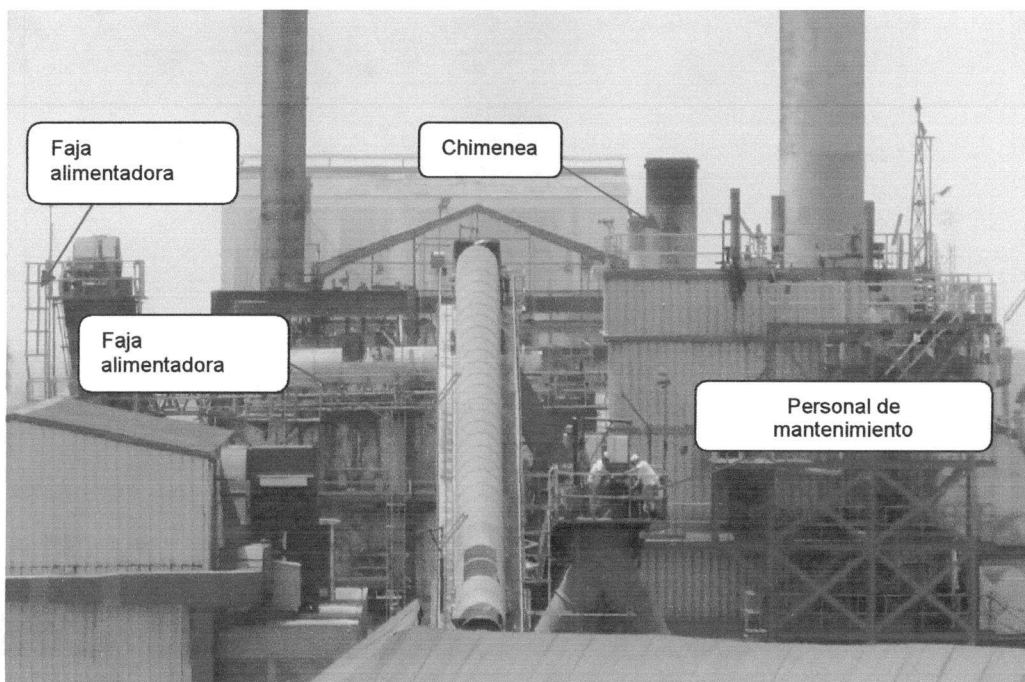 Faja
alimentadora
Chimenea
Faja
alimentadora
Personal de
mantenimiento